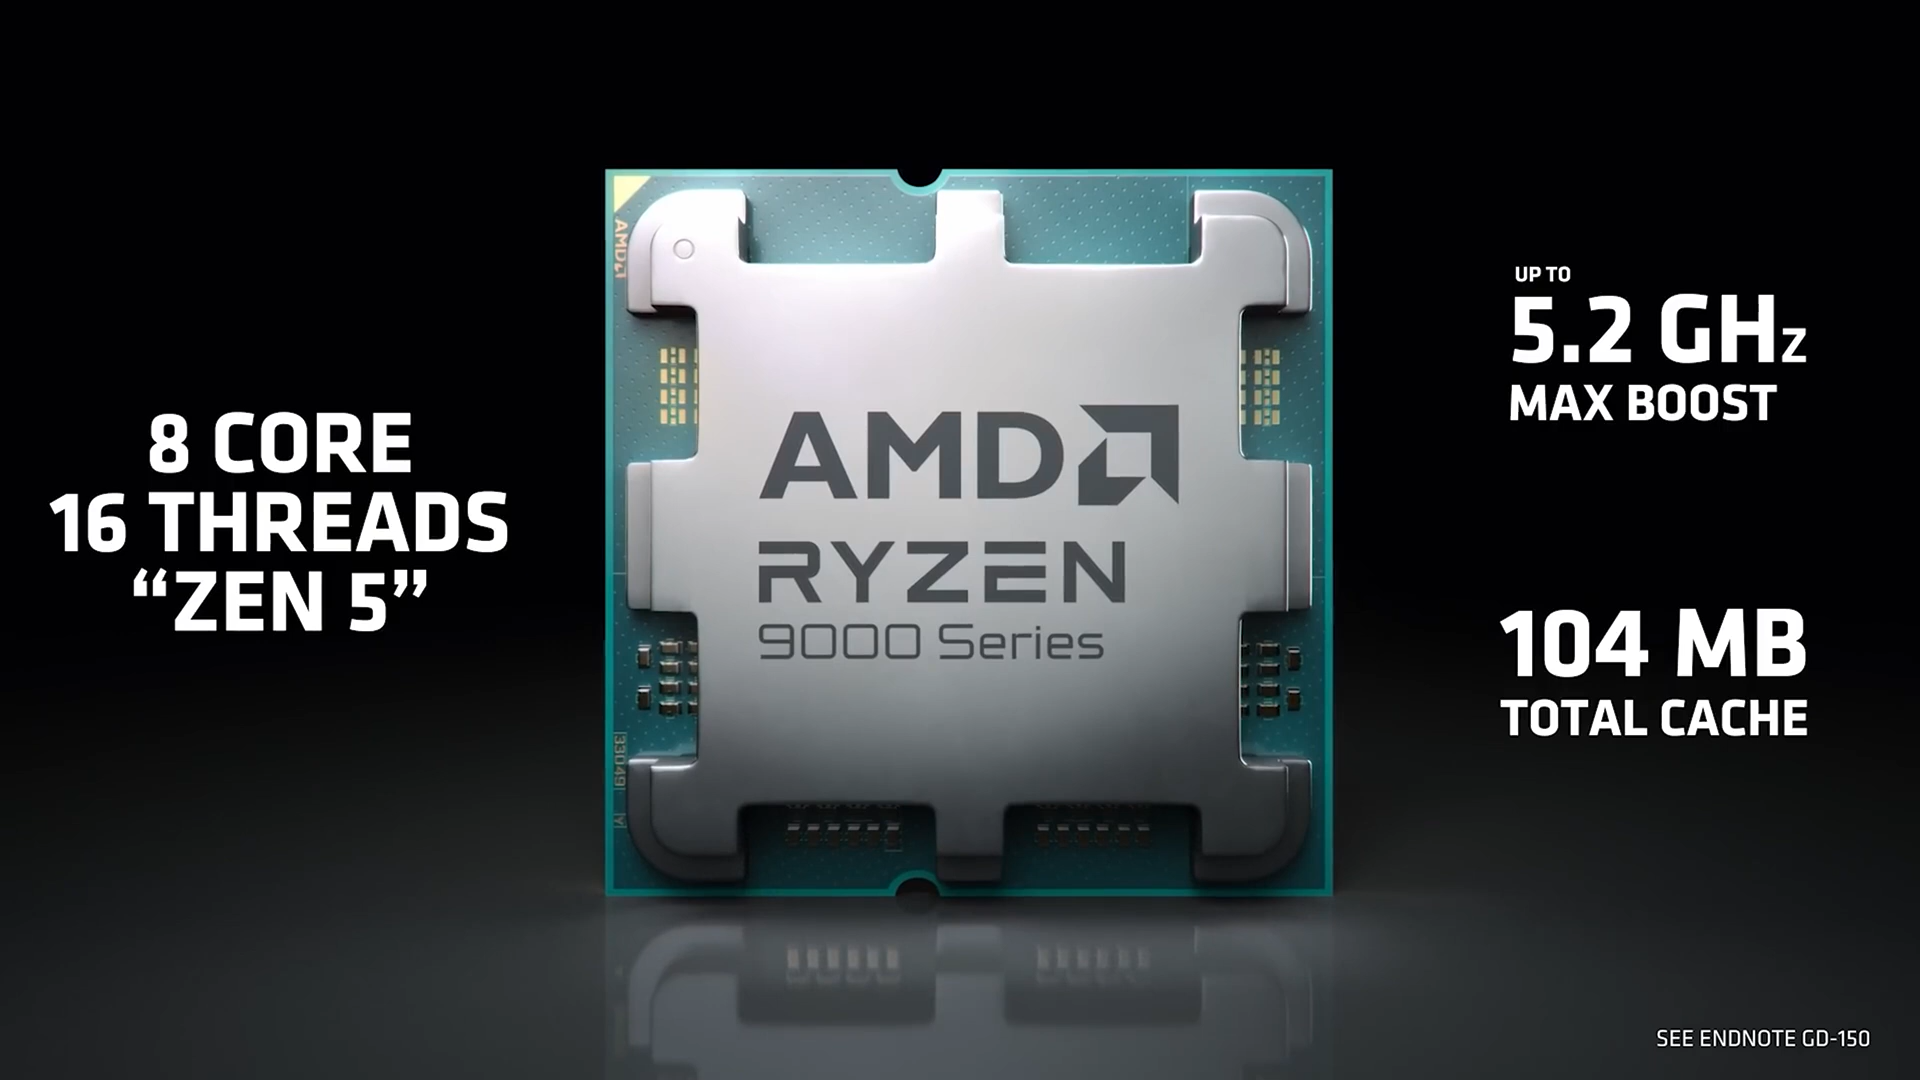 8 CORE
16 THREADS
“ZEN 5”
AMD
AMD
RYZEN
9000 Series
UP TO
5.2 GHz
MAX BOOST
104 MB
TOTAL CACHE
SEE ENDNOTE GD-150